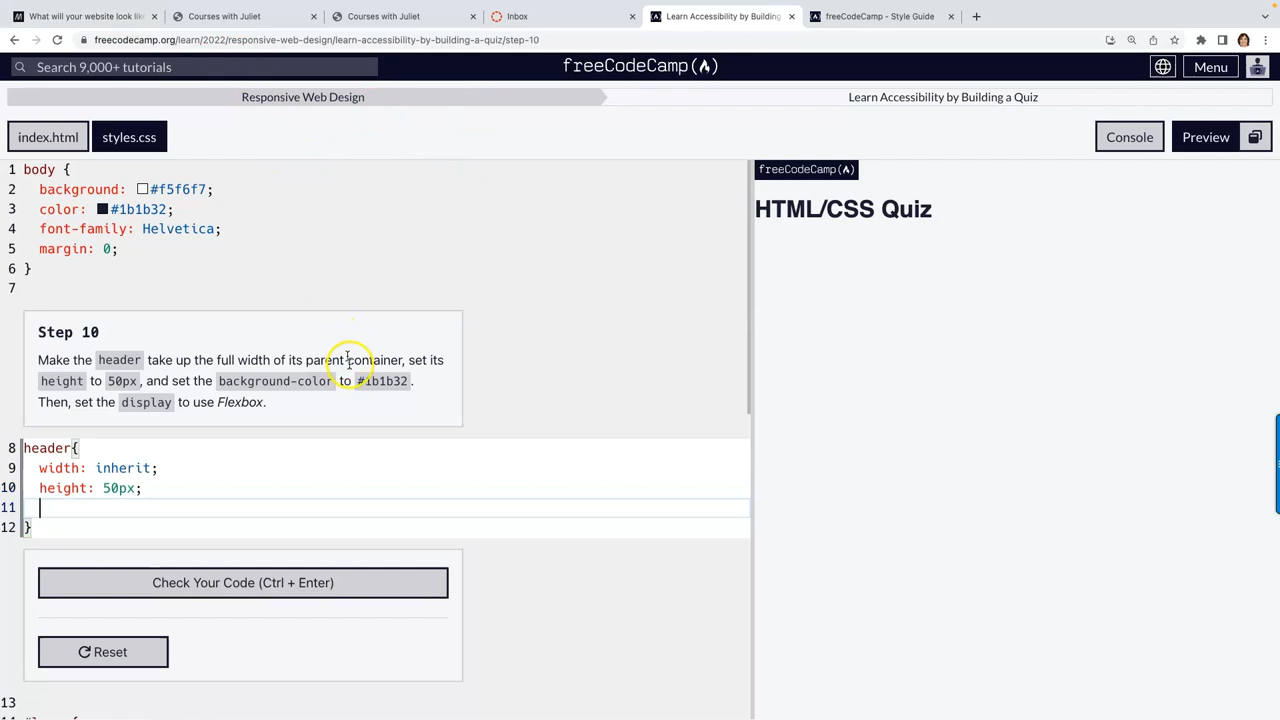 What will your website look lik
Courses with Juliet
Courses with Juliet
Inbox
Learn Accessibility by Building
freeCodeCamp - Style Guide
freecodecamp.org/learn/2022/responsive-web-design/learn-accessibility-by-building-a-quiz/step-10
Search 9,000+ tutorials
freeCodeCamp
Menu
Responsive Web Design
Learn Accessibility by Building a Quiz
index.html
styles.css
Console
Preview
1 body {
2 background: #f5f6f7;
3 color: #1b1b32;
4 font-family: Helvetica;
5 margin: 0;
6 }
7
Step 10
Make the header take up the full width of its parent container, set its
height to 50px, and set the background-color to #1b1b32.
Then, set the display to use Flexbox.
8 header{
9 width: inherit;
10 height: 50px;
11
12 }
Check Your Code (Ctrl + Enter)
Reset
13
freeCodeCamp
HTML/CSS Quiz